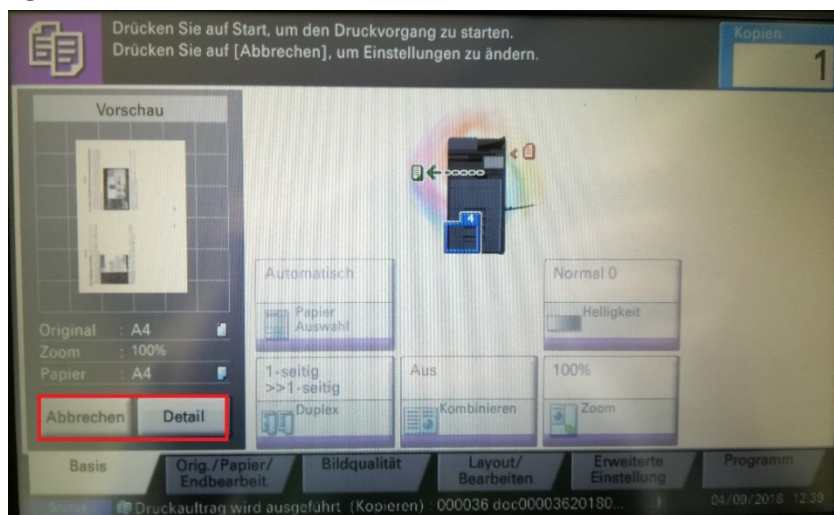 Drücken Sie auf Start, um den Druckvorgang zu starten.
Drücken Sie auf [Abbrechen], um Einstellungen zu ändern.
Kopien
1
Vorschau
4
Original : A4
Zoom : 100%
Papier : A4
Abbrechen
Detail
Automatisch
Papier
Auswahl
Normal 0
Helligkeit
1-seitig
>>1-seitig
Duplex
Aus
Kombinieren
100%
Zoom
Basis
Orig./Papier/
Endbearbeit.
Bildqualität
Layout/
Bearbeiten
Erweiterte
Einstellung
Programm
Status
Druckauftrag wird ausgeführt (Kopieren) : 000036 doc00003620180...
04/09/2018 12:39